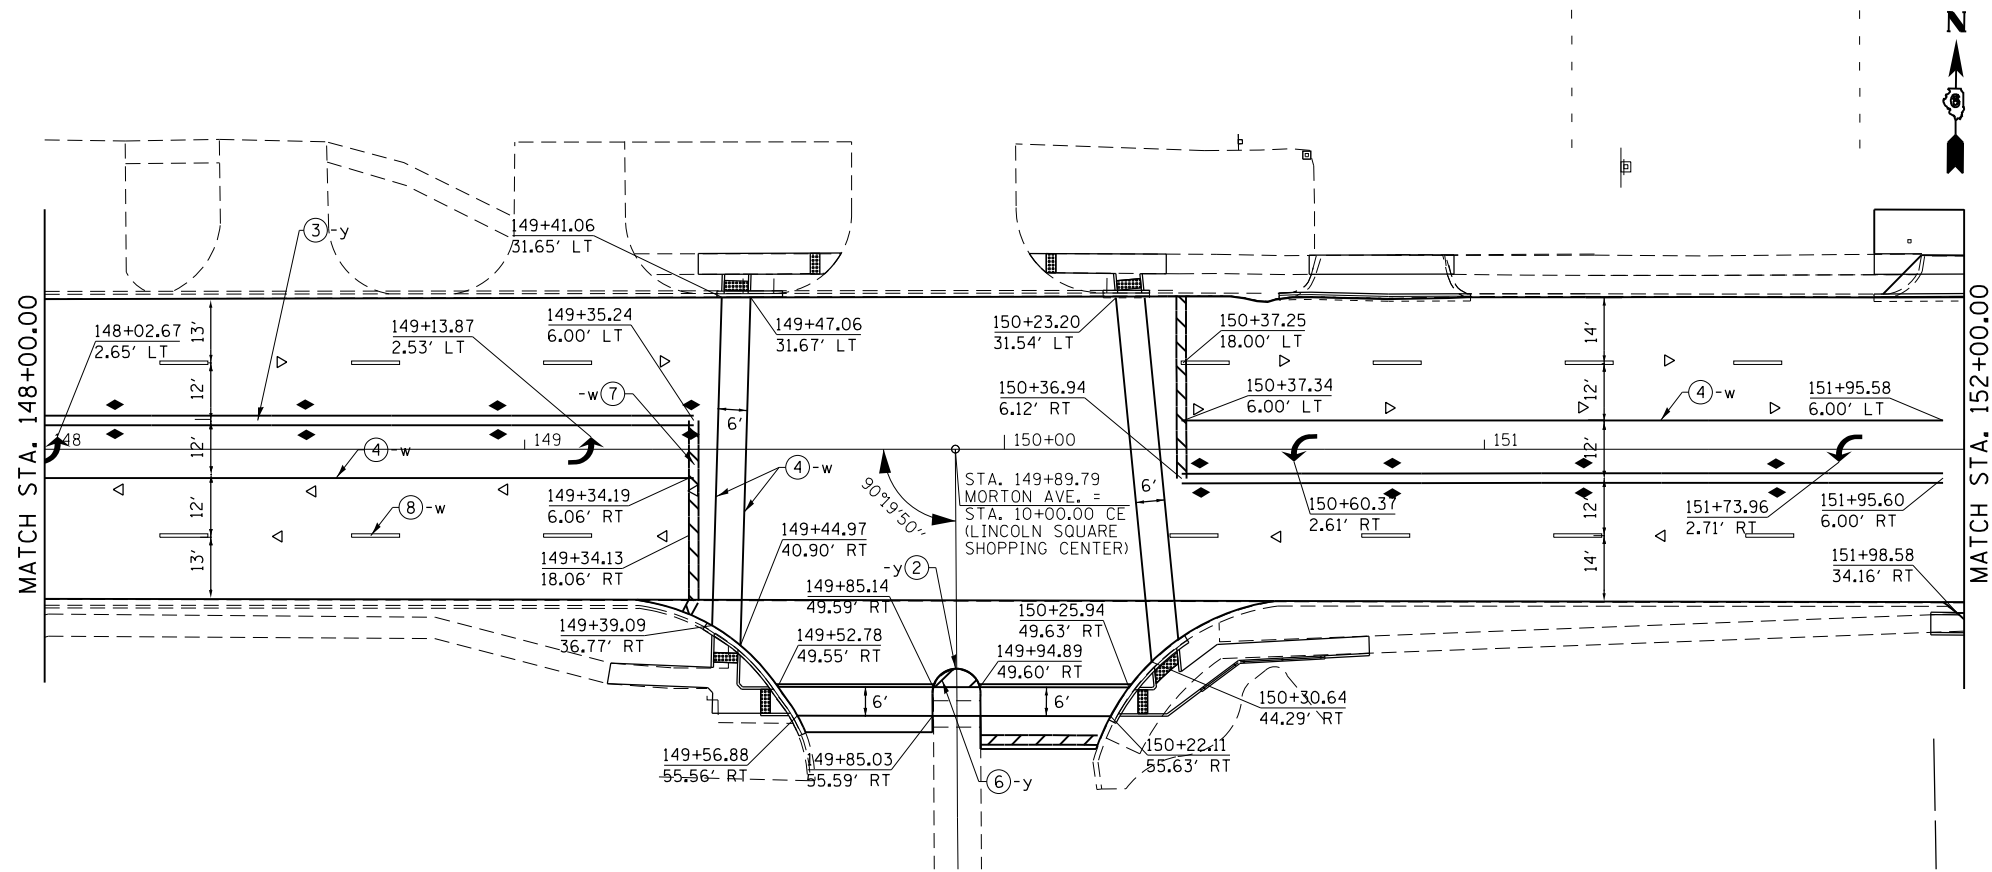 N
6
MATCH STA. 148+00.00
MATCH STA. 152+00.00
3 -y
149+41.06
31.65' LT
148+02.67
2.65' LT
13'
149+13.87
2.53' LT
149+35.24
6.00' LT
149+47.06
31.67' LT
150+23.20
31.54' LT
150+37.25
18.00' LT
14'
12'
-w 7
6'
150+36.94
6.12' RT
150+37.34
6.00' LT
12'
4 -w
151+95.58
6.00' LT
148
12'
4 -w
149
150+00
151
12'
4 -w
90°19'50"
STA. 149+89.79
MORTON AVE. =
STA. 10+00.00 CE
(LINCOLN SQUARE
SHOPPING CENTER)
6'
149+34.19
6.06' RT
12'
8 -w
150+60.37
2.61' RT
12'
151+73.96
2.71' RT
151+95.60
6.00' RT
149+44.97
40.90' RT
149+34.13
18.06' RT
13'
-y 2
14'
151+98.58
34.16' RT
149+85.14
49.59' RT
150+25.94
49.63' RT
149+39.09
36.77' RT
149+52.78
49.55' RT
149+94.89
49.60' RT
6'
6'
150+30.64
44.29' RT
149+56.88
55.56' RT
149+85.03
55.59' RT
6 -y
150+22.11
55.63' RT